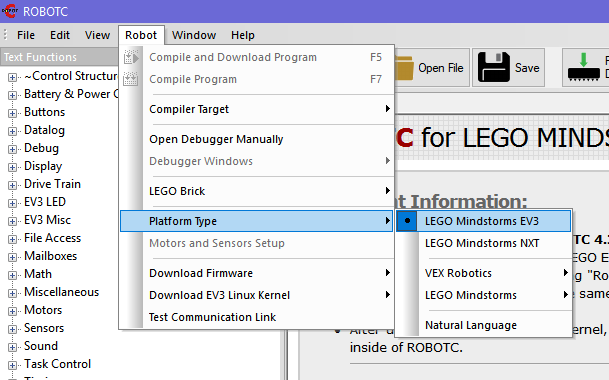 ROBOTC
File Edit View Robot Window Help
Text Functions
~Control Structur
Battery & Power C
Buttons
Datalog
Debug
Display
Drive Train
EV3 LED
EV3 Misc
File Access
Mailboxes
Math
Miscellaneous
Motors
Sensors
Sound
Task Control
Compile and Download Program F5
Compile Program F7
Compiler Target
Open Debugger Manually
Debugger Windows
LEGO Brick
Platform Type
Motors and Sensors Setup
Download Firmware
Download EV3 Linux Kernel
Test Communication Link
LEGO Mindstorms EV3
LEGO Mindstorms NXT
VEX Robotics
LEGO Mindstorms
Natural Language
Open File
Save
C for LEGO MINDS
t Information:
TC 4.
LEGO E
g "Ro
e same
After d
ernel,
inside of ROBOTC.